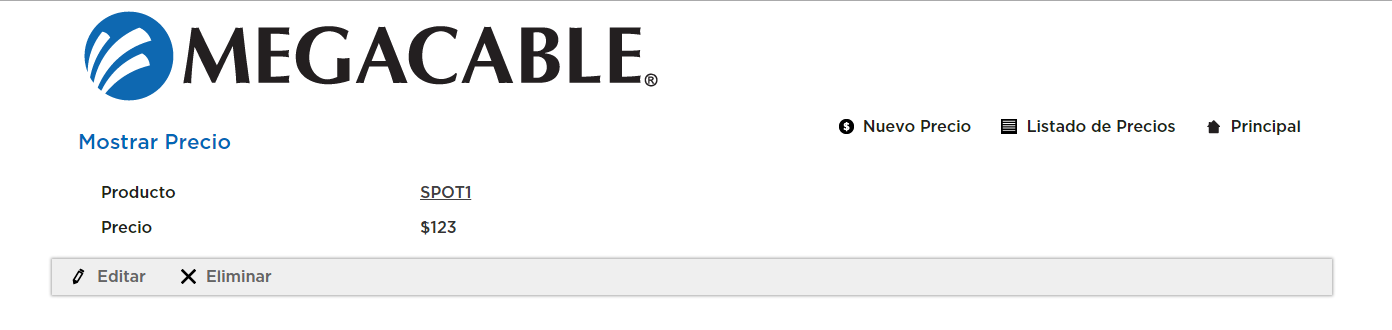 MEGACABLE®
Nuevo Precio Listado de Precios Principal
Mostrar Precio
Producto SPOT1
Precio $123
Editar Eliminar